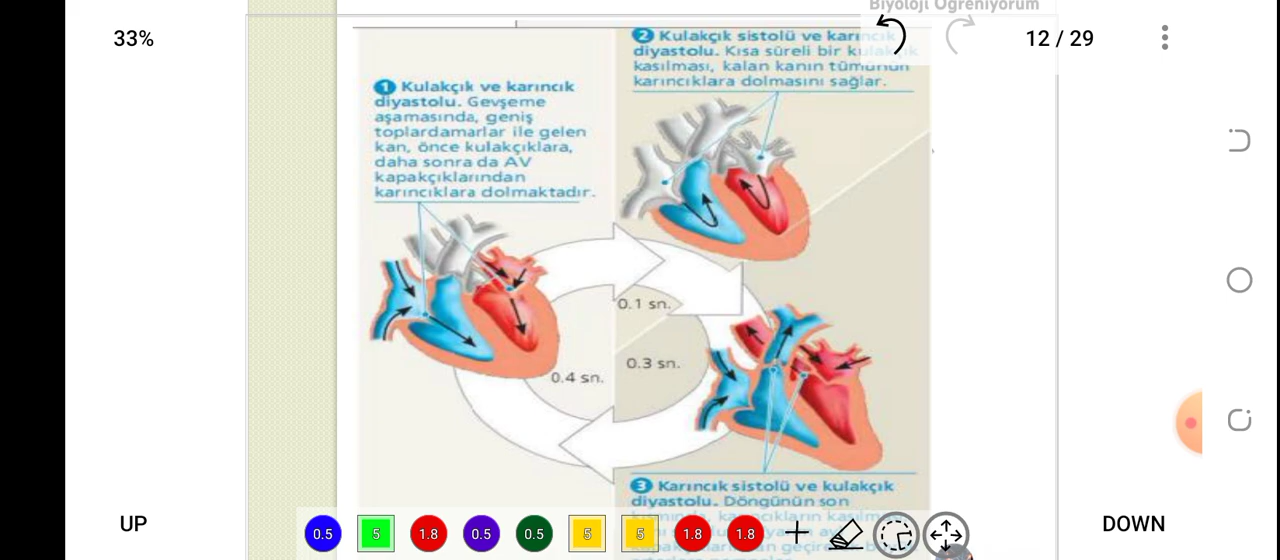 Biyoloji Öğreniyorum
33%
12 / 29
2 Kulakçık sistolü ve karıncık
diyastolu. Kısa süreli bir kulakçık
kasılması, kalan kanın tümünün
karıncıklara dolmasını sağlar.
1 Kulakçık ve karıncık
diyastolu. Gevşeme
aşamasında, geniş
toplardamarlar ile gelen
kan, önce kulakçıklara,
daha sonra da AV
kapakçıklarından
karıncıklara dolmaktadır.
0.1 sn.
0.3 sn.
0.4 sn.
3 Karıncık sistolü ve kulakçık
diyastolu. Döngünün son
UP
0.5 5 1.8 0.5 0.5 5 5 1.8 1.8
DOWN